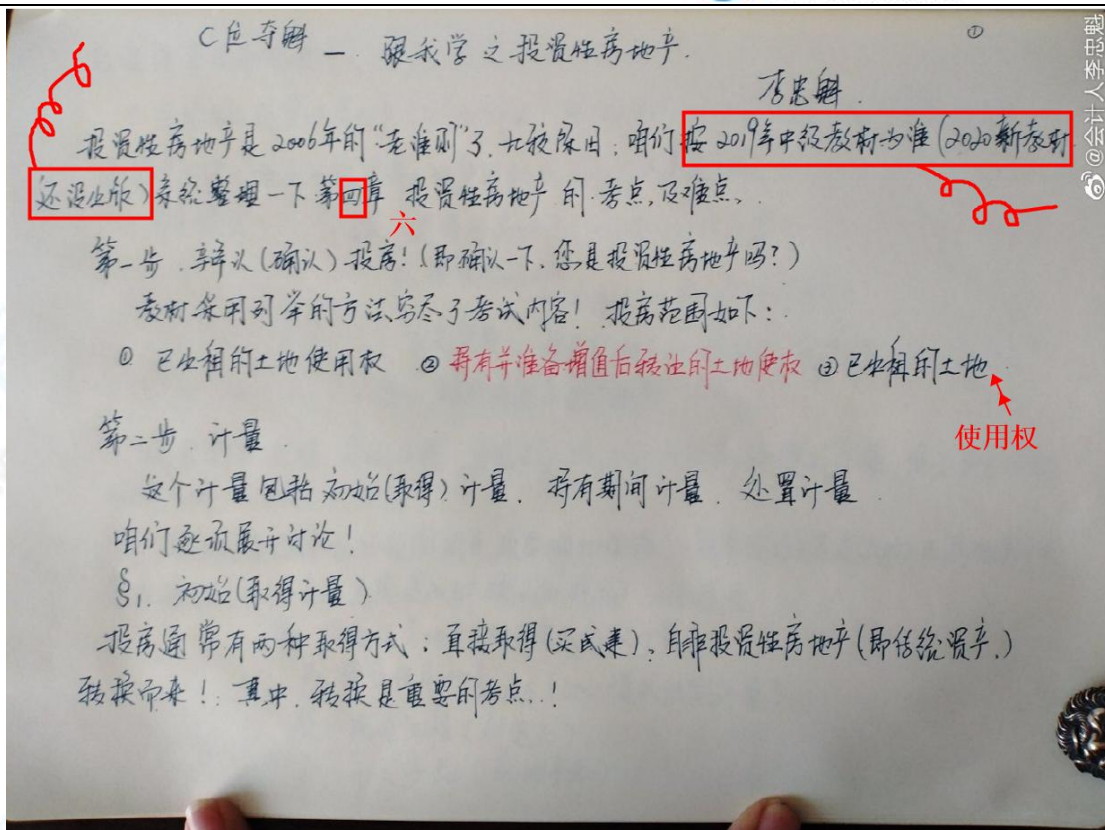 C位夺魁 — 跟我学之投资性房地产.
①
李忠魁.
投资性房地产是2006年的"老准则"了,比较陈旧,咱们按2019年中级教材为准(2020新教材
还没出版)系统整理一下第四章 投资性房地产的考点及难点.
六
第一步.辛辛认(确认)投房!(即确认一下,您是投资性房地产吗?)
教材采用列举的方法写尽了考试内容!投房范围如下:
① 已出租的土地使用权 ② 持有并准备增值后转让的土地使权 ③ 已出租的土地
使用权
第二步.计量.
这个计量包括初始(取得)计量.持有期间计量.处置计量.
咱们逐项展开讨论!
§1. 初始(取得计量)
投房通常有两种取得方式:直接取得(买或建)、自非投资性房地产(即传统资产.)
转换而来!其中.转换是重要的考点..!
@会计人李忠魁